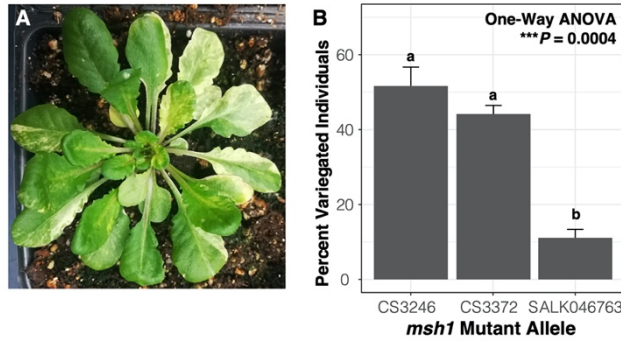 A
B
One-Way ANOVA
***P = 0.0004
Percent Variegated Individuals
60
40
20
0
a
a
b
CS3246 CS3372 SALK046763
msh1 Mutant Allele